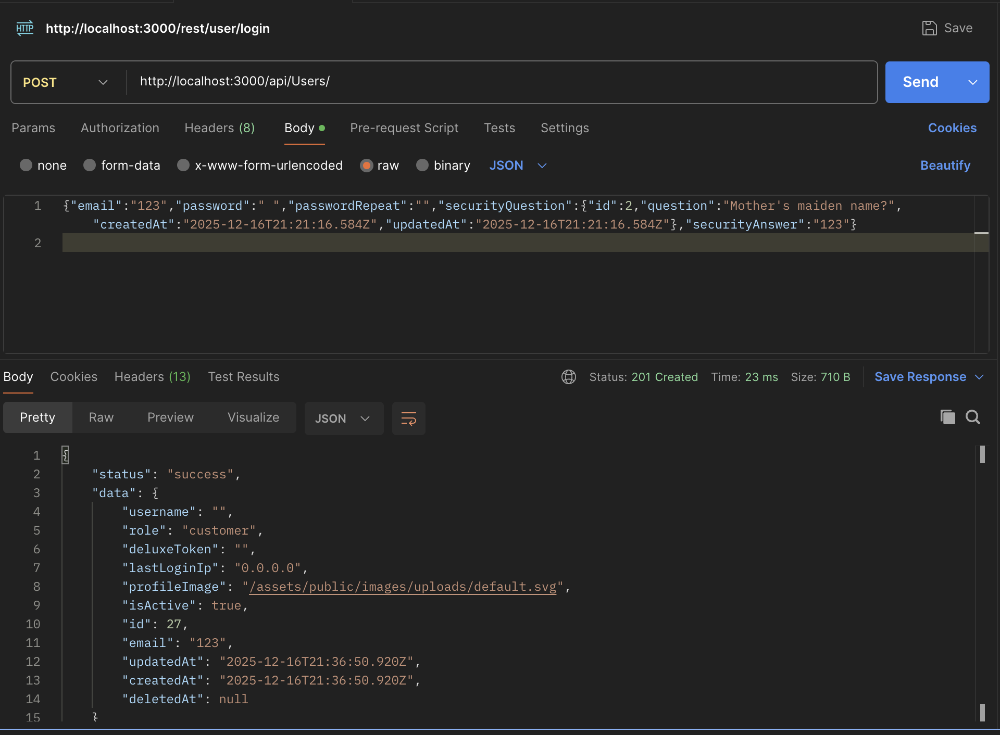 HTTP http://localhost:3000/rest/user/login Save
POST http://localhost:3000/api/Users/ Send
Params Authorization Headers (8) Body Pre-request Script Tests Settings Cookies
none form-data x-www-form-urlencoded raw binary JSON Beautify
1 {"email":"123","password":" ","passwordRepeat":"","securityQuestion":{"id":2,"question":"Mother's maiden name?",
"createdAt":"2025-12-16T21:21:16.584Z","updatedAt":"2025-12-16T21:21:16.584Z"},"securityAnswer":"123"}
2
Body Cookies Headers (13) Test Results Status: 201 Created Time: 23 ms Size: 710 B Save Response
Pretty Raw Preview Visualize JSON
1 {
2 "status": "success",
3 "data": {
4 "username": "",
5 "role": "customer",
6 "deluxeToken": "",
7 "lastLoginIp": "0.0.0.0",
8 "profileImage": "/assets/public/images/uploads/default.svg",
9 "isActive": true,
10 "id": 27,
11 "email": "123",
12 "updatedAt": "2025-12-16T21:36:50.920Z",
13 "createdAt": "2025-12-16T21:36:50.920Z",
14 "deletedAt": null
15 }